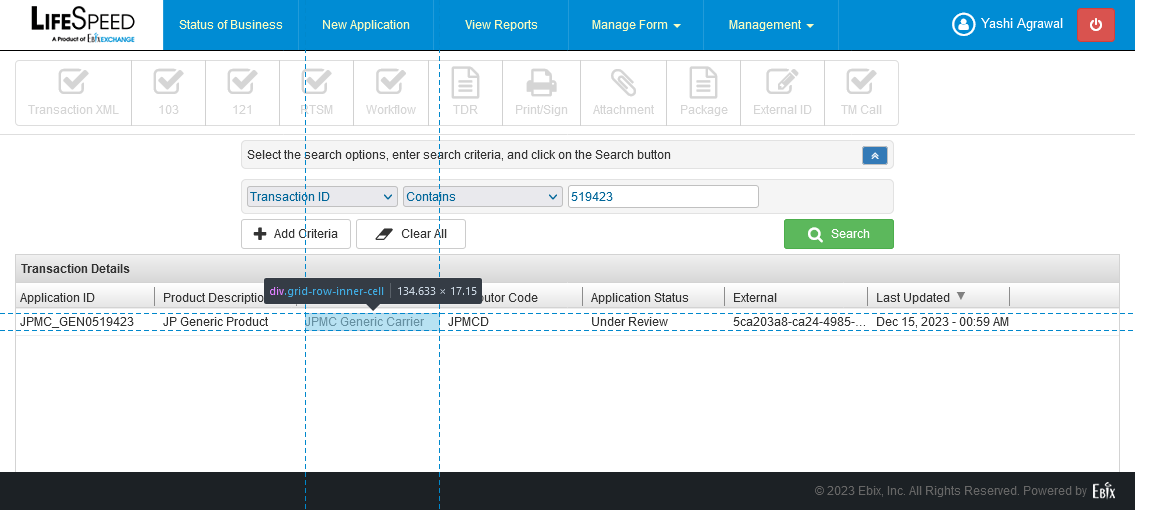 LIFESPEED
A Product of EbixEXCHANGE
Status of Business New Application View Reports Manage Form Management Yashi Agrawal
Transaction XML 103 121 RTSM Workflow TDR Print/Sign Attachment Package External ID TM Call
Select the search options, enter search criteria, and click on the Search button
Transaction ID Contains 519423
Add Criteria Clear All Search
Transaction Details
div.grid-row-inner-cell 134.633 × 17.15
Application ID Product Description Code Application Status External Last Updated
JPMC_GEN0519423 JP Generic Product JPMC Generic Carrier JPMCD Under Review 5ca203a8-ca24-4985-... Dec 15, 2023 - 00:59 AM
© 2023 Ebix, Inc. All Rights Reserved. Powered by Ebix